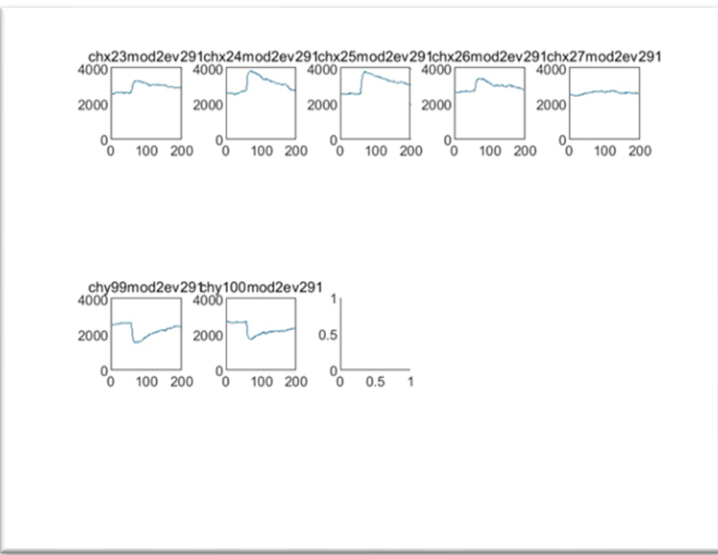 chx23mod2ev291chx24mod2ev291chx25mod2ev291chx26mod2ev291chx27mod2ev291
4000 4000 4000 4000 4000
2000 2000 2000 2000 2000
0 0 0 0 0
0 100 200 0 100 200 0 100 200 0 100 200 0 100 200
chy99mod2ev291chy100mod2ev291
4000 4000 1
2000 2000 0.5
0 0 0
0 100 200 0 100 200 0 0.5 1